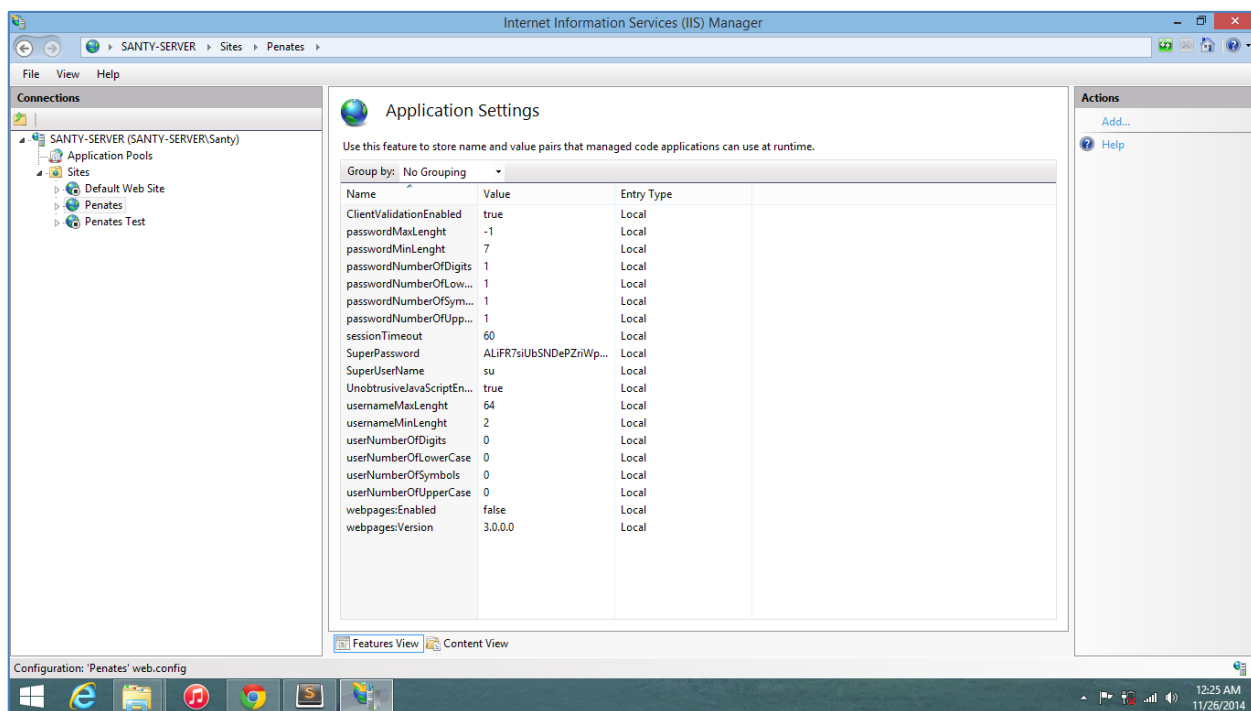 Internet Information Services (IIS) Manager
SANTY-SERVER Sites Penates
File View Help
Connections
SANTY-SERVER (SANTY-SERVER\Santy)
Application Pools
Sites
Default Web Site
Penates
Penates Test
Application Settings
Use this feature to store name and value pairs that managed code applications can use at runtime.
Group by: No Grouping
Name Value Entry Type
ClientValidationEnabled true Local
passwordMaxLenght -1 Local
passwordMinLenght 7 Local
passwordNumberOfDigits 1 Local
passwordNumberOfLow... 1 Local
passwordNumberOfSym... 1 Local
passwordNumberOfUpp... 1 Local
sessionTimeout 60 Local
SuperPassword ALiFR7siUbSNDePZriWp... Local
SuperUserName su Local
UnobtrusiveJavaScriptEn... true Local
usernameMaxLenght 64 Local
usernameMinLenght 2 Local
userNumberOfDigits 0 Local
userNumberOfLowerCase 0 Local
userNumberOfSymbols 0 Local
userNumberOfUpperCase 0 Local
webpages:Enabled false Local
webpages:Version 3.0.0.0 Local
Features View Content View
Actions
Add...
Help
Configuration: 'Penates' web.config
12:25 AM
11/26/2014